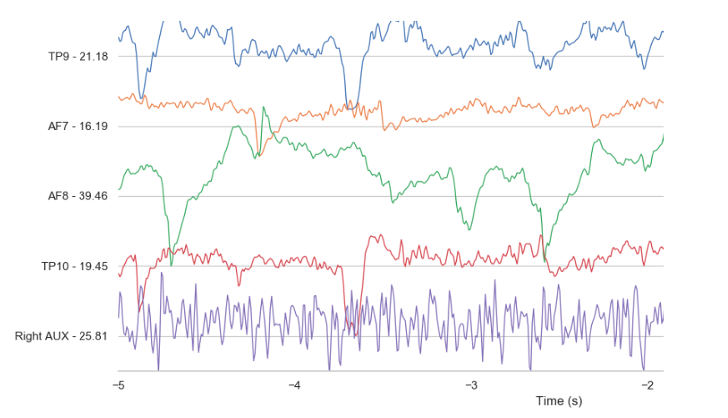 TP9 - 21.18
AF7 - 16.19
AF8 - 39.46
TP10 - 19.45
Right AUX - 25.81
−5 −4 −3 −2
Time (s)